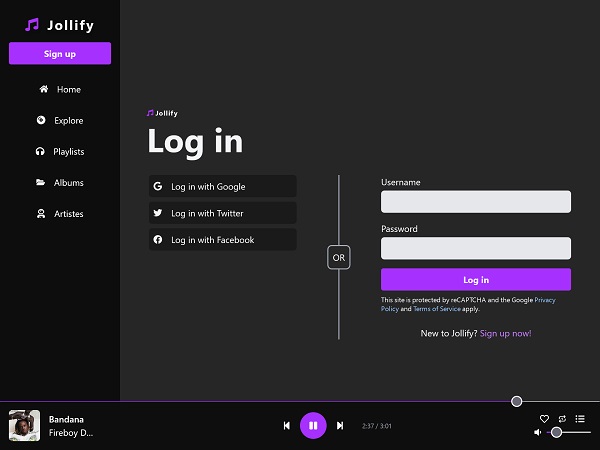 Jollify
Sign up
Home
Explore
Playlists
Albums
Artistes
Jollify
Log in
Log in with Google
Log in with Twitter
Log in with Facebook
OR
Username
Password
Log in
This site is protected by reCAPTCHA and the Google Privacy
Policy and Terms of Service apply.
New to Jollify? Sign up now!
Bandana
Fireboy D...
2:37 / 3:01